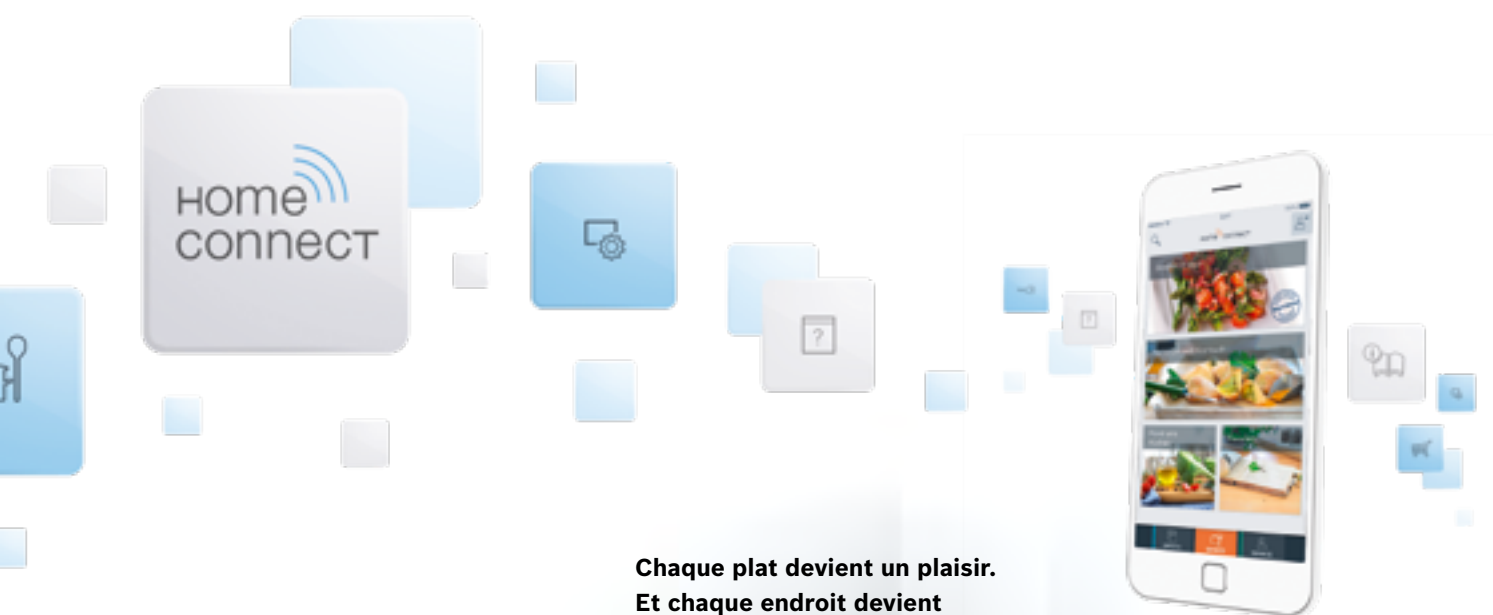 HOME
CONNECT
?
?
Chaque plat devient un plaisir.
Et chaque endroit devient